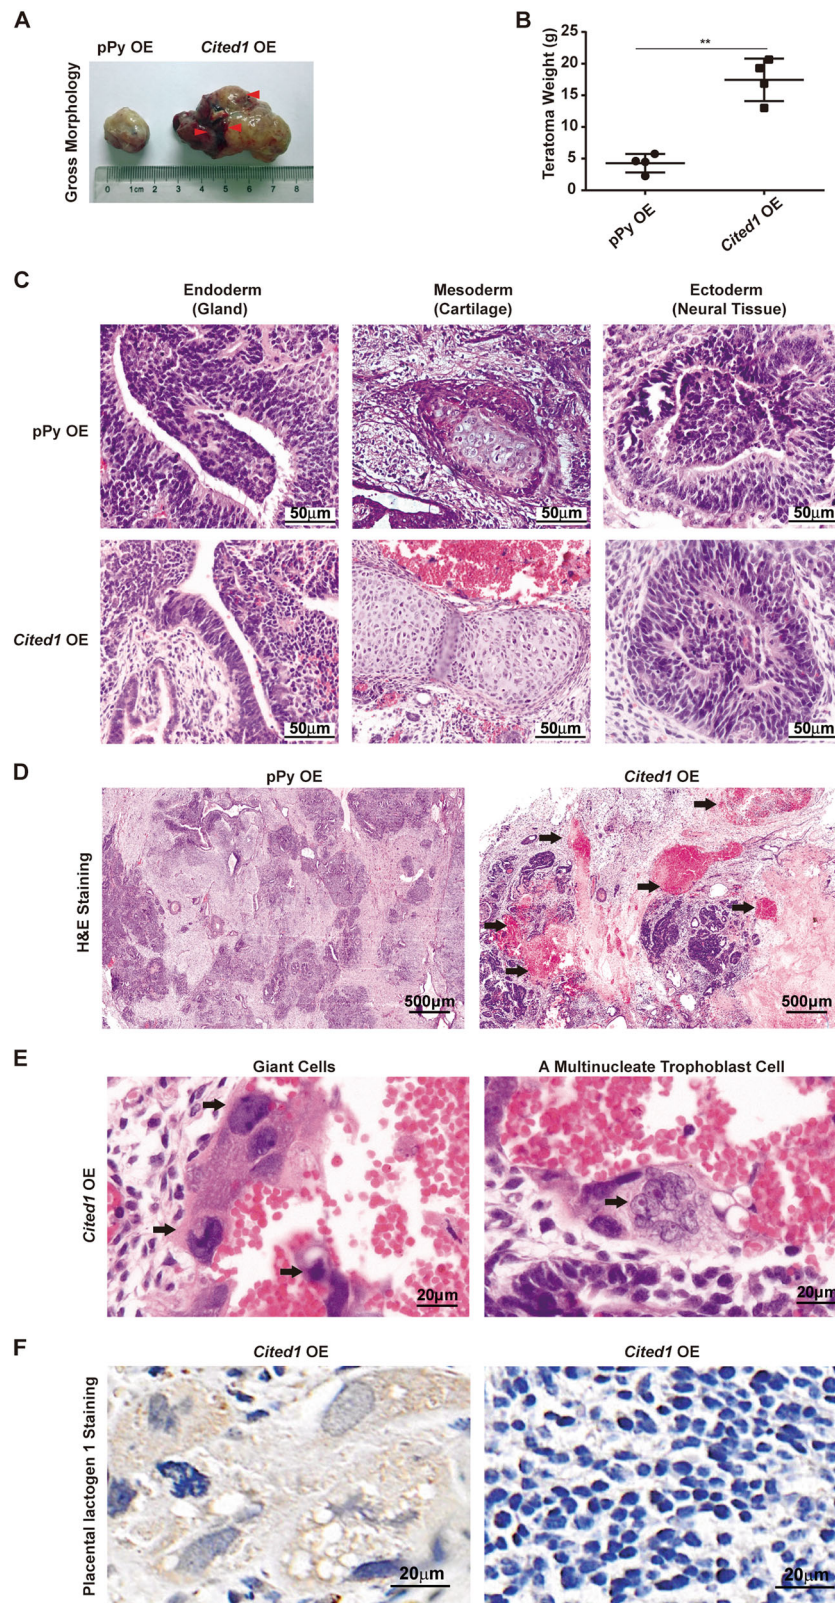 A
pPy OE
Cited1 OE
Gross Morphology
0 1cm 2 3 4 5 6 7 8
B
Teratoma Weight (g)
25
20
15
10
5
0
**
pPy OE
Cited1 OE
C
Endoderm
(Gland)
Mesoderm
(Cartilage)
Ectoderm
(Neural Tissue)
pPy OE
50μm
50μm
50μm
Cited1 OE
50μm
50μm
50μm
D
pPy OE
Cited1 OE
H&E Staining
500μm
500μm
E
Giant Cells
A Multinucleate Trophoblast Cell
Cited1 OE
20μm
20μm
F
Cited1 OE
Cited1 OE
Placental lactogen 1 Staining
20μm
20μm